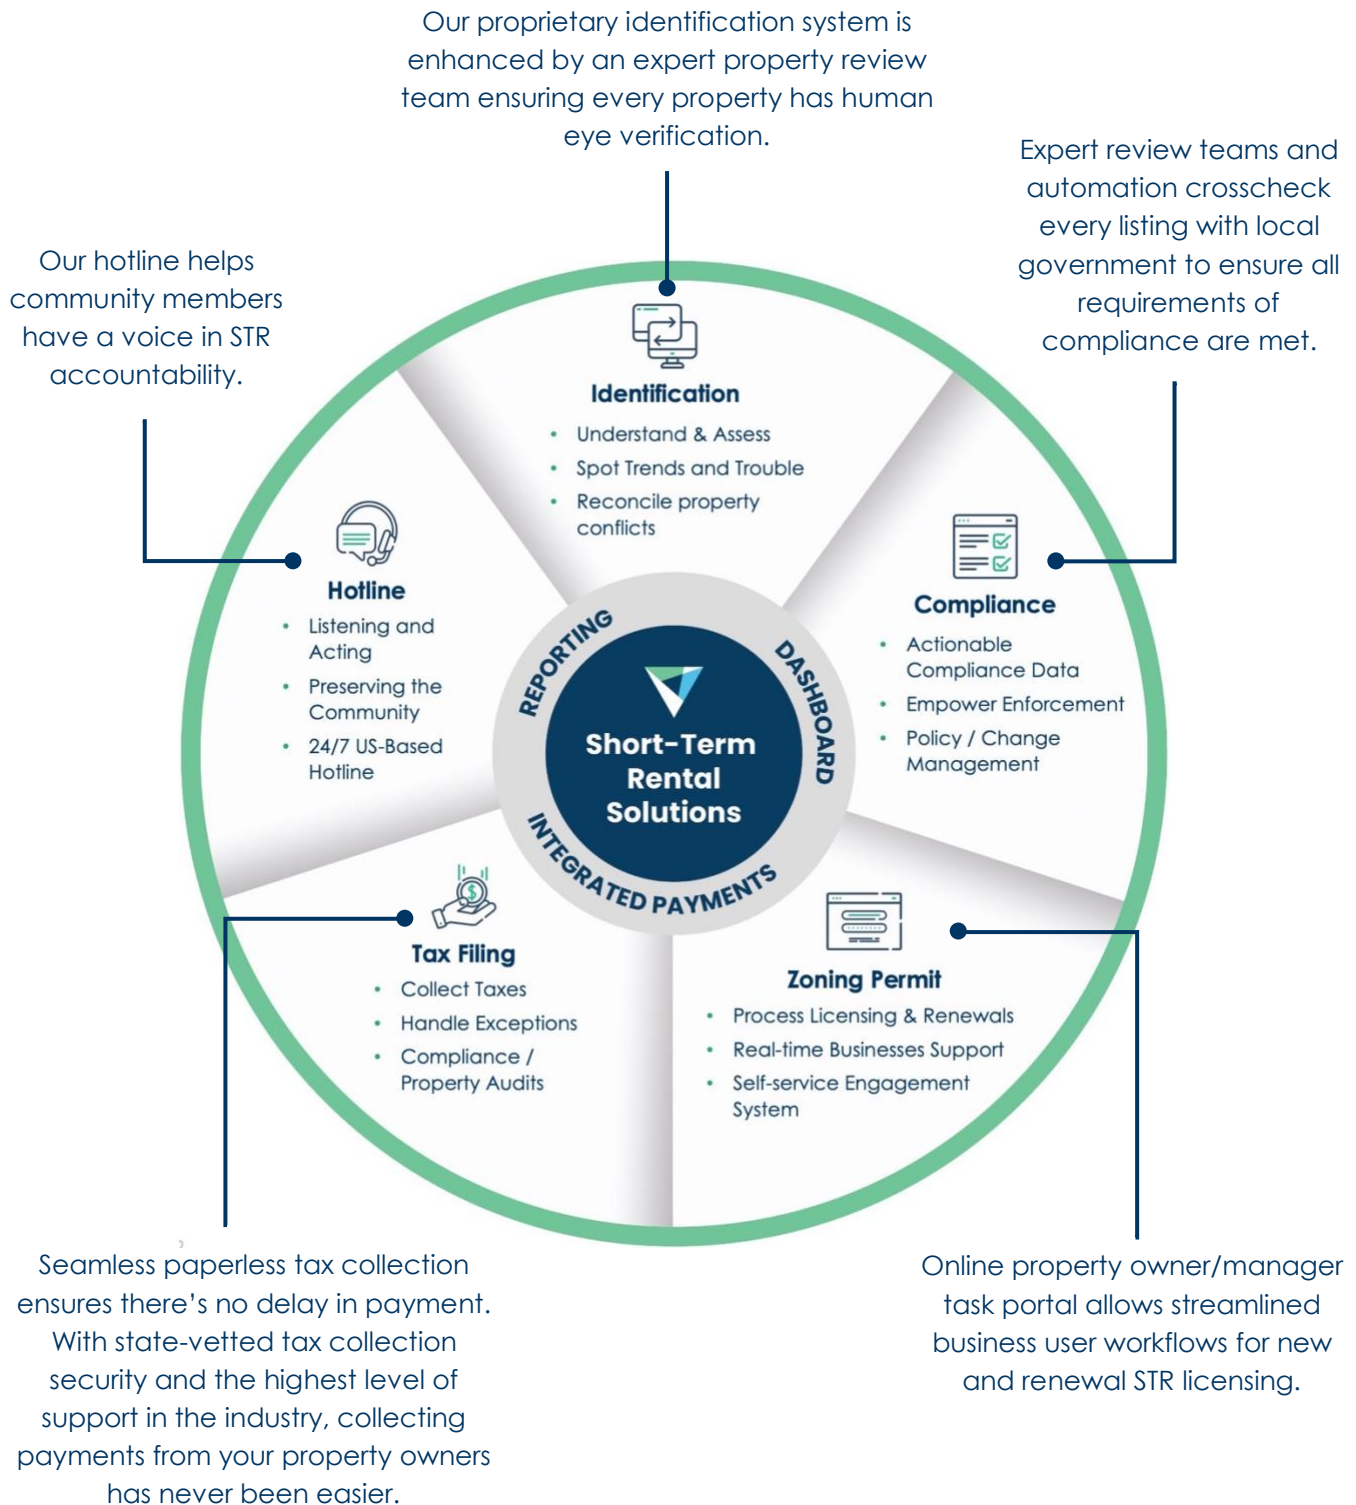 Our proprietary identification system is
enhanced by an expert property review
team ensuring every property has human
eye verification.
Expert review teams and
automation crosscheck
every listing with local
government to ensure all
requirements of
compliance are met.
Our hotline helps
community members
have a voice in STR
accountability.
Identification
• Understand & Assess
• Spot Trends and Trouble
• Reconcile property
conflicts
Hotline
• Listening and
Acting
• Preserving the
Community
• 24/7 US-Based
Hotline
Compliance
• Actionable
Compliance Data
• Empower Enforcement
• Policy / Change
Management
REPORTING
DASHBOARD
INTEGRATED PAYMENTS
Short-Term
Rental
Solutions
Tax Filing
• Collect Taxes
• Handle Exceptions
• Compliance /
Property Audits
Zoning Permit
• Process Licensing & Renewals
• Real-time Businesses Support
• Self-service Engagement
System
Seamless paperless tax collection
ensures there’s no delay in payment.
With state-vetted tax collection
security and the highest level of
support in the industry, collecting
payments from your property owners
has never been easier.
Online property owner/manager
task portal allows streamlined
business user workflows for new
and renewal STR licensing.